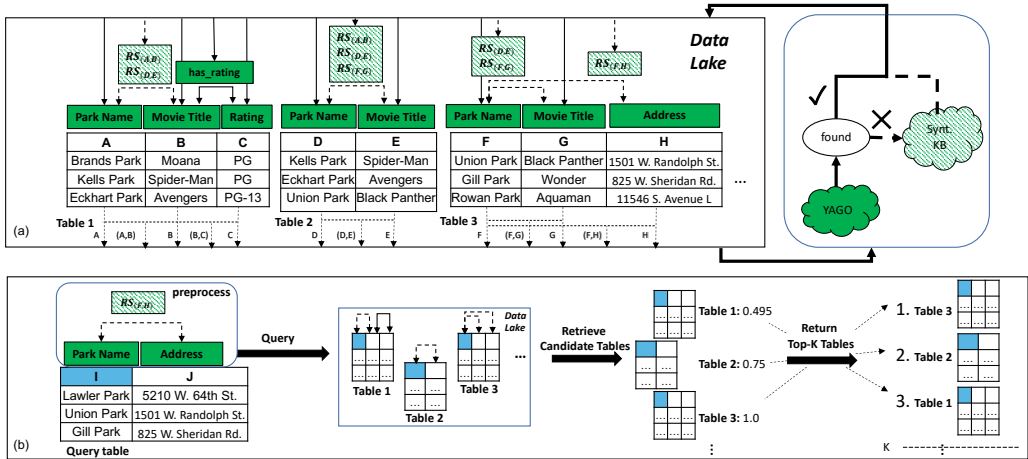 Data
Lake
RS(A,B)
RS(D,E)
has_rating
RS(A,B)
RS(D,E)
RS(F,G)
RS(D,E)
RS(F,G)
RS(F,H)
Park Name Movie Title Rating
Park Name Movie Title
Park Name Movie Title Address
A B C
Brands Park Moana PG
Kells Park Spider-Man PG
Eckhart Park Avengers PG-13
Table 1
A (A,B) B (B,C) C
D E
Kells Park Spider-Man
Eckhart Park Avengers
Union Park Black Panther
Table 2
D (D,E) E
F G H
Union Park Black Panther 1501 W. Randolph St.
Gill Park Wonder 825 W. Sheridan Rd.
Rowan Park Aquaman 11546 S. Avenue L
...
Table 3
F (F,G) G (F,H) H
(a)
✓
✕
found
Synt.
KB
YAGO
RS(F,H)
preprocess
Park Name Address
I J
Lawler Park 5210 W. 64th St.
Union Park 1501 W. Randolph St.
Gill Park 825 W. Sheridan Rd.
Query table
(b)
Query
Data
Lake
...
Table 1
Table 2
Table 3
Retrieve
Candidate Tables
Table 1: 0.495
Table 2: 0.75
Table 3: 1.0
Return
Top-K Tables
1. Table 3
2. Table 2
3. Table 1
K